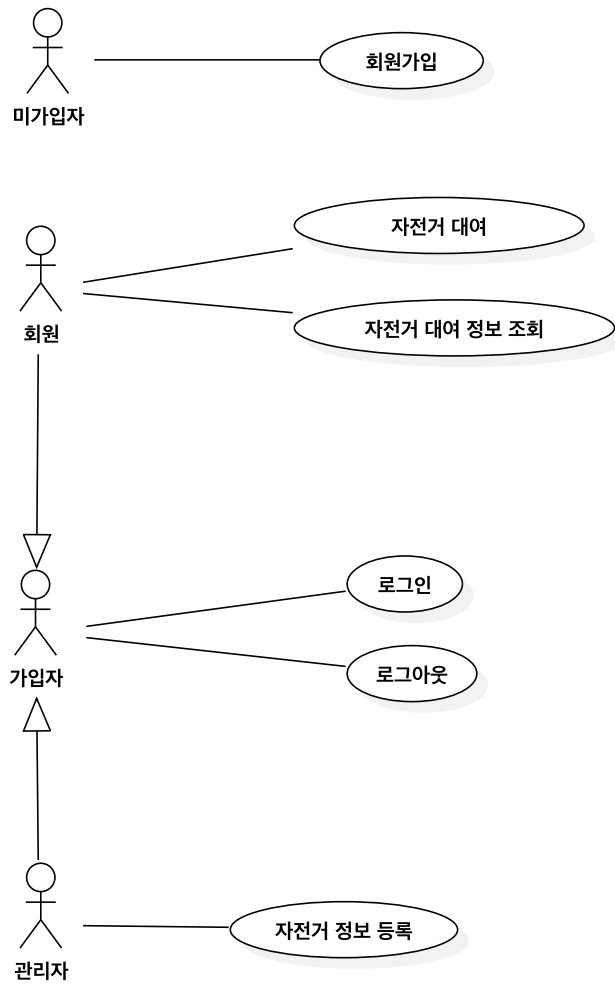 회원가입
미가입자
자전거 대여
자전거 대여 정보 조회
회원
로그인
로그아웃
가입자
자전거 정보 등록
관리자